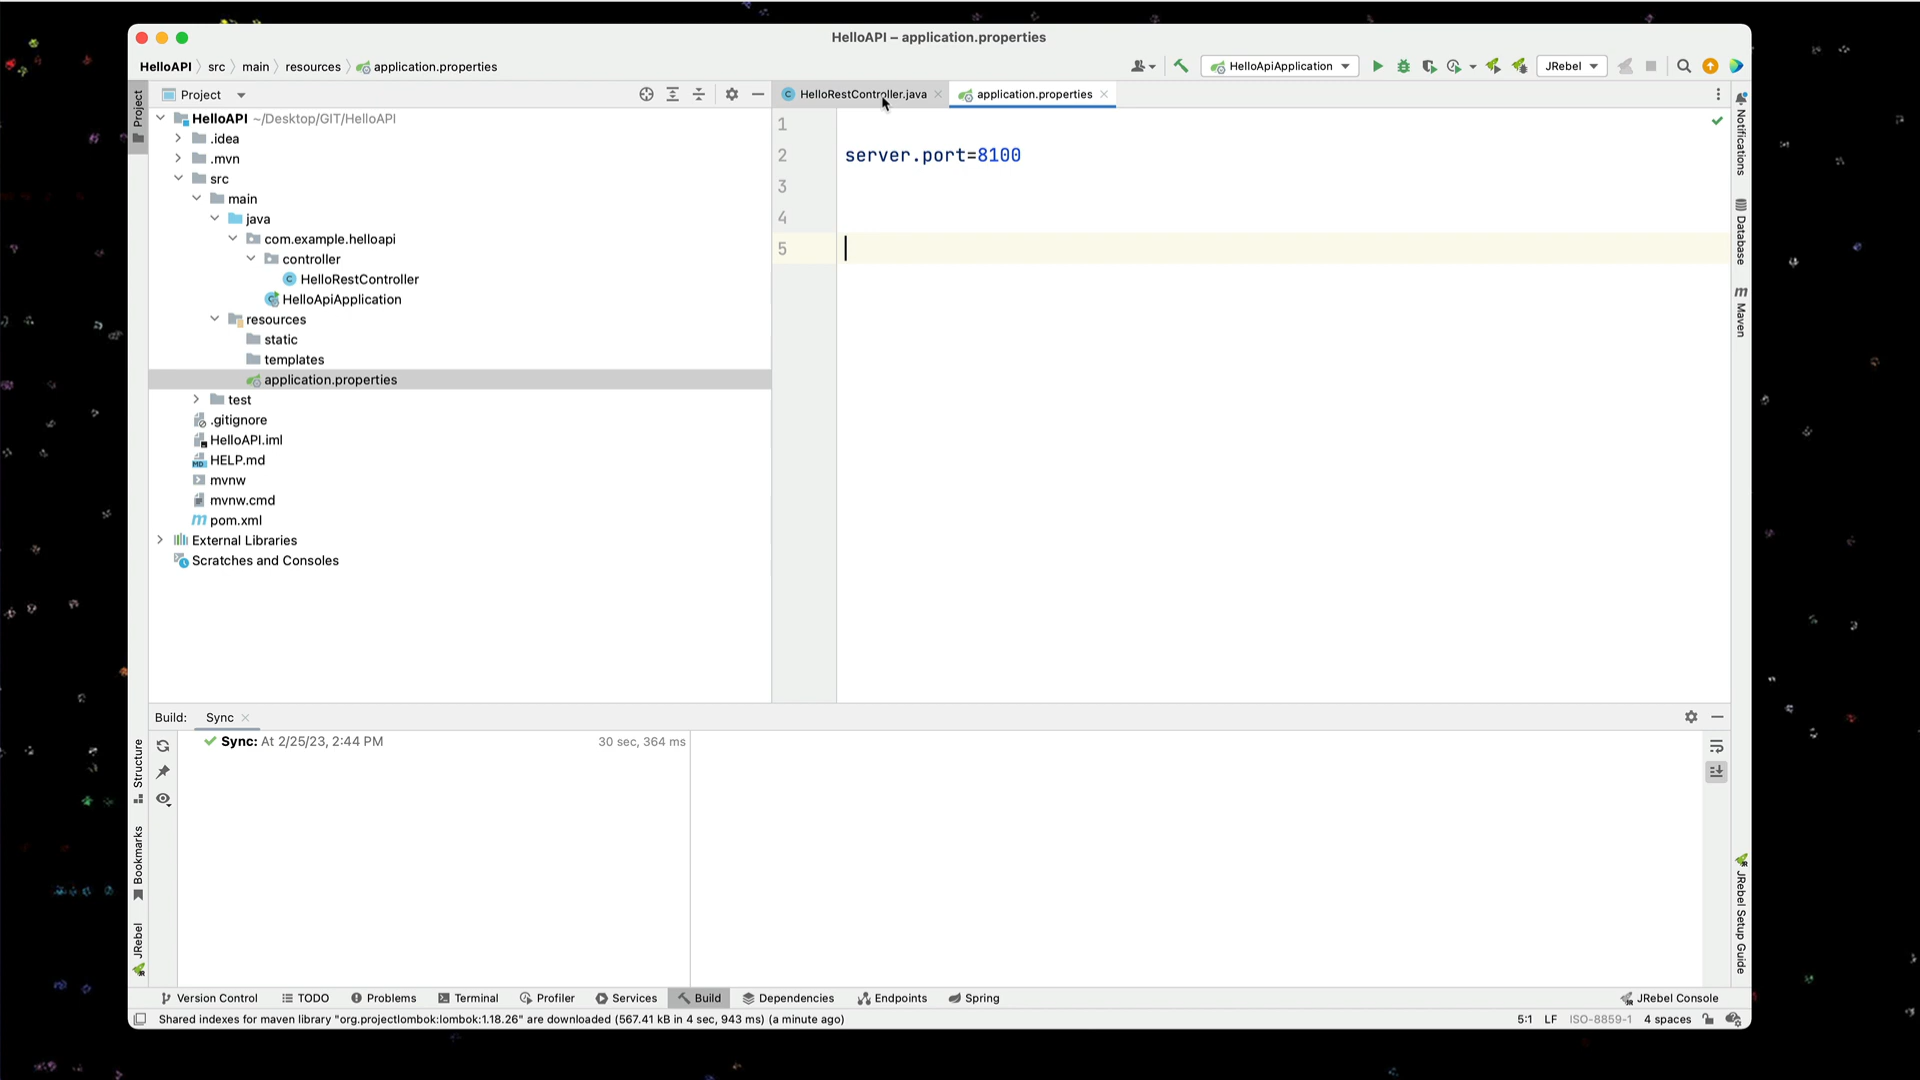 HelloAPI – application.properties
HelloAPI src main resources application.properties
HelloApiApplication
JRebel
Project
HelloRestController.java
application.properties
Project
Notifications
Database
Maven
JRebel Setup Guide
HelloAPI ~/Desktop/GIT/HelloAPI
.idea
.mvn
src
main
java
com.example.helloapi
controller
HelloRestController
HelloApiApplication
resources
static
templates
application.properties
test
.gitignore
HelloAPI.iml
HELP.md
mvnw
mvnw.cmd
pom.xml
External Libraries
Scratches and Consoles
1
2 server.port=8100
3
4
5
Build: Sync
Sync: At 2/25/23, 2:44 PM 30 sec, 364 ms
Structure
Bookmarks
JRebel
Version Control TODO Problems Terminal Profiler Services Build Dependencies Endpoints Spring JRebel Console
Shared indexes for maven library "org.projectlombok:lombok:1.18.26" are downloaded (567.41 kB in 4 sec, 943 ms) (a minute ago) 5:1 LF ISO-8859-1 4 spaces